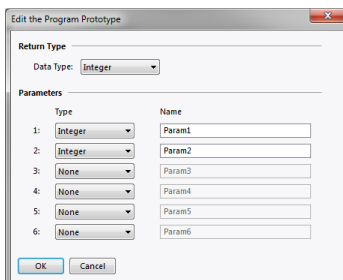 Edit the Program Prototype
Return Type
Data Type: Integer
Parameters
Type Name
1: Integer Param1
2: Integer Param2
3: None Param3
4: None Param4
5: None Param5
6: None Param6
OK Cancel